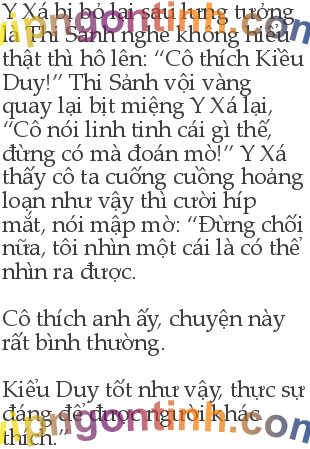 Y Xá bị bỏ lại sau lưng tưởng
là Thi Sảnh nghe không hiểu
thật thì hô lên: “Cô thích Kiều
Duy!” Thi Sảnh vội vàng
quay lại bịt miệng Y Xá lại,
“Cô nói linh tinh cái gì thế,
đừng có mà đoán mò!” Y Xá
thấy cô ta cuống cuồng hoảng
loạn như vậy thì cười híp
mắt, nói mập mờ: “Đừng chối
nữa, tôi nhìn một cái là có thể
nhìn ra được.
Cô thích anh ấy, chuyện này
rất bình thường.
Kiểu Duy tốt như vậy, thực sự
đáng để được người khác
thích.”
vipngontinh.com
vipngontinh.com